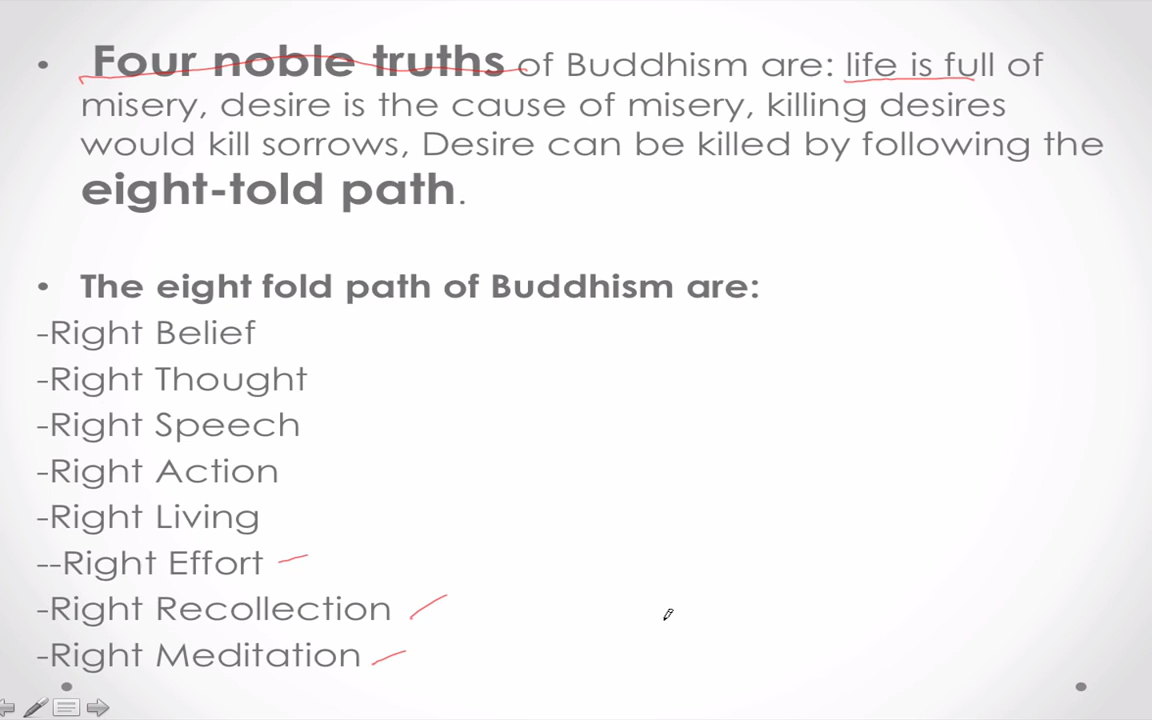 • Four noble truths of Buddhism are: life is full of
misery, desire is the cause of misery, killing desires
would kill sorrows, Desire can be killed by following the
eight-told path.
• The eight fold path of Buddhism are:
-Right Belief
-Right Thought
-Right Speech
-Right Action
-Right Living
--Right Effort
-Right Recollection
-Right Meditation